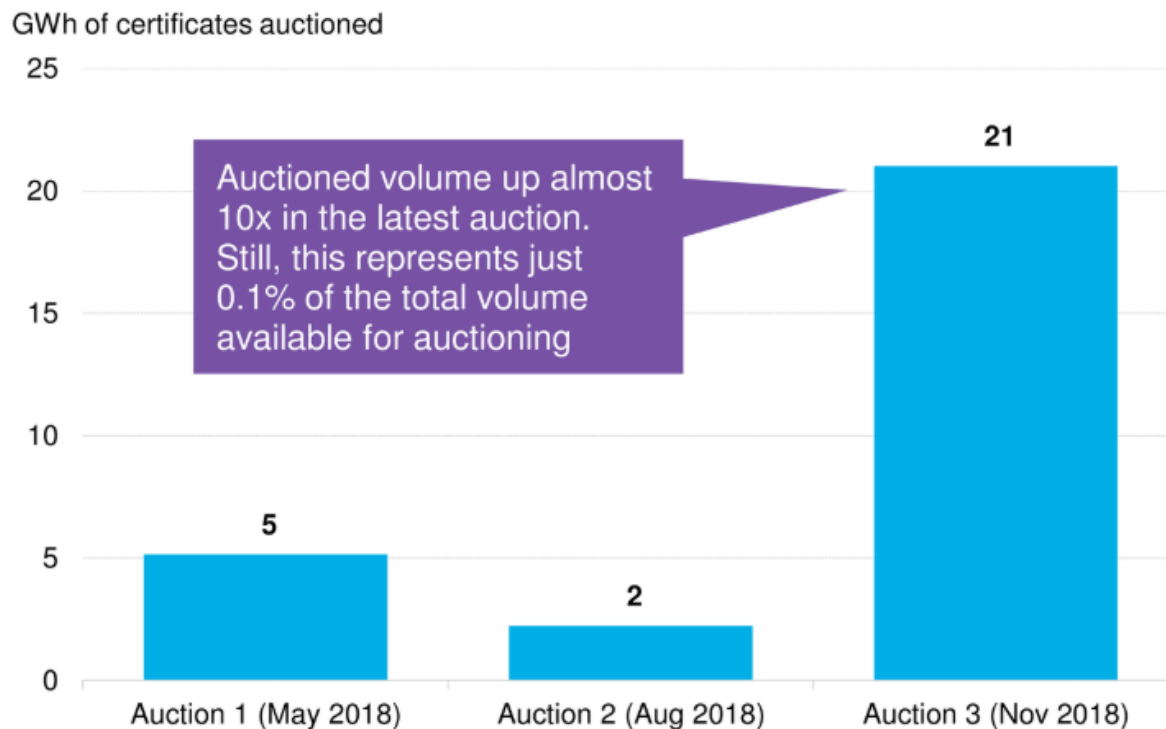 GWh of certificates auctioned
25
21
Auctioned volume up almost
10x in the latest auction.
Still, this represents just
0.1% of the total volume
available for auctioning
20
15
10
5
5
2
0
Auction 1 (May 2018)
Auction 2 (Aug 2018)
Auction 3 (Nov 2018)